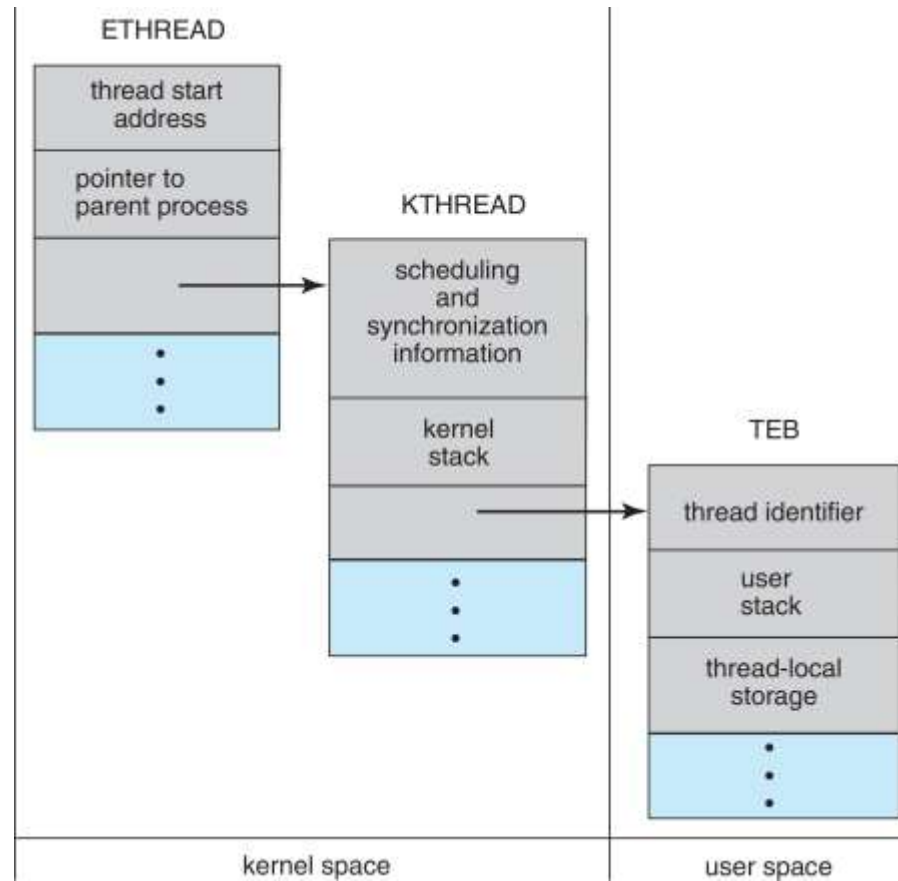 ETHREAD
thread start
address
pointer to
parent process
KTHREAD
scheduling
and
synchronization
information
kernel
stack
TEB
thread identifier
user
stack
thread-local
storage
kernel space
user space